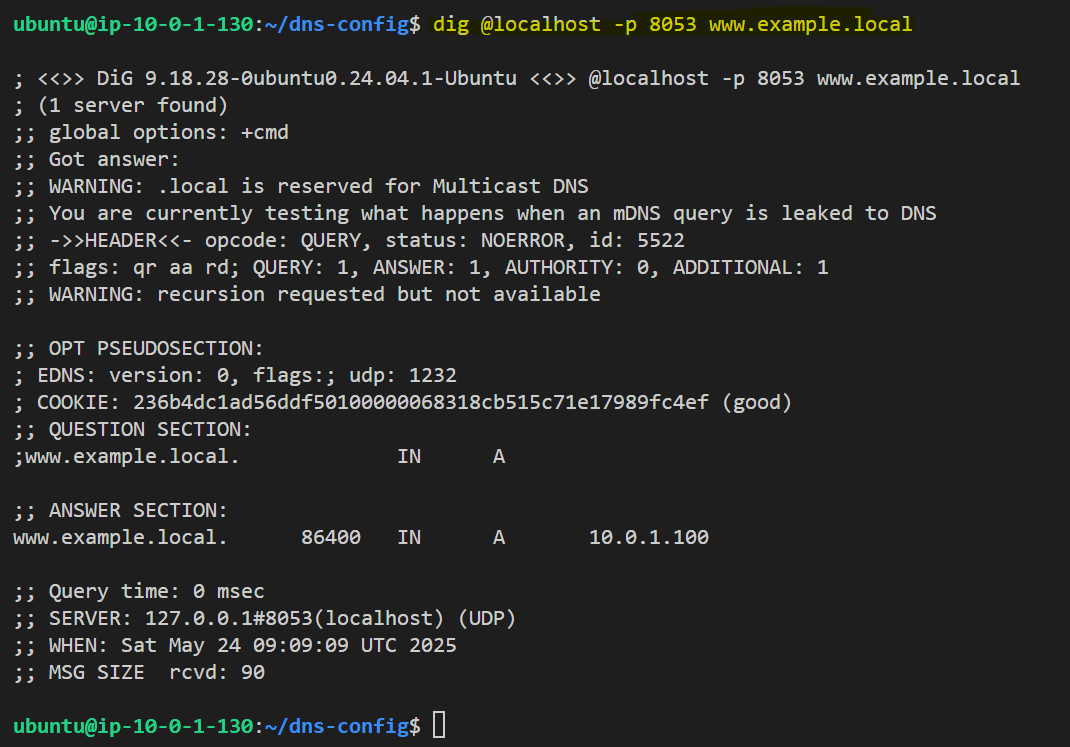 ubuntu@ip-10-0-1-130:~/dns-config$ dig @localhost -p 8053 www.example.local
; <<>> DiG 9.18.28-0ubuntu0.24.04.1-Ubuntu <<>> @localhost -p 8053 www.example.local
; (1 server found)
;; global options: +cmd
;; Got answer:
;; WARNING: .local is reserved for Multicast DNS
;; You are currently testing what happens when an mDNS query is leaked to DNS
;; ->>HEADER<<- opcode: QUERY, status: NOERROR, id: 5522
;; flags: qr aa rd; QUERY: 1, ANSWER: 1, AUTHORITY: 0, ADDITIONAL: 1
;; WARNING: recursion requested but not available
;; OPT PSEUDOSECTION:
; EDNS: version: 0, flags:; udp: 1232
; COOKIE: 236b4dc1ad56ddf50100000068318cb515c71e17989fc4ef (good)
;; QUESTION SECTION:
;www.example.local. IN A
;; ANSWER SECTION:
www.example.local. 86400 IN A 10.0.1.100
;; Query time: 0 msec
;; SERVER: 127.0.0.1#8053(localhost) (UDP)
;; WHEN: Sat May 24 09:09:09 UTC 2025
;; MSG SIZE rcvd: 90
ubuntu@ip-10-0-1-130:~/dns-config$